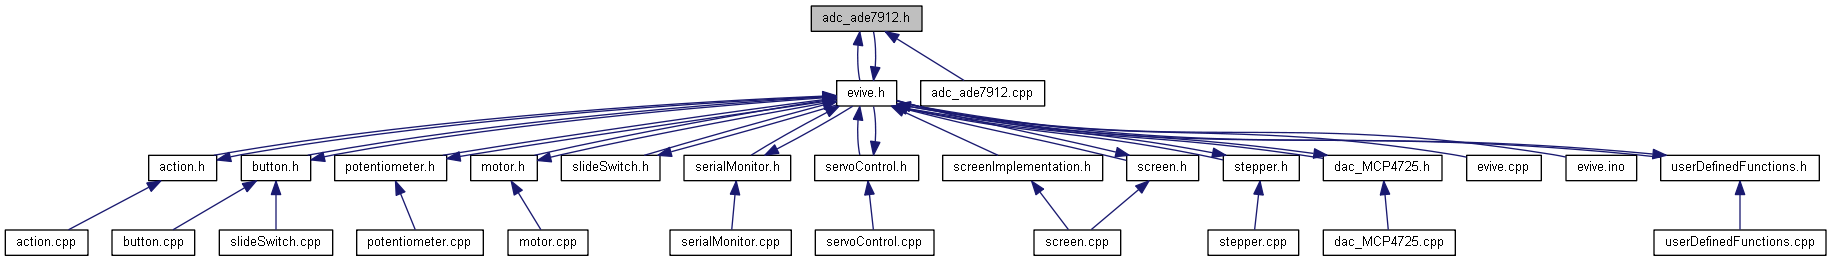 adc_ade7912.h
evive.h
adc_ade7912.cpp
action.h
button.h
potentiometer.h
motor.h
slideSwitch.h
serialMonitor.h
servoControl.h
screenImplementation.h
screen.h
stepper.h
dac_MCP4725.h
evive.cpp
evive.ino
userDefinedFunctions.h
action.cpp
button.cpp
slideSwitch.cpp
potentiometer.cpp
motor.cpp
serialMonitor.cpp
servoControl.cpp
screen.cpp
stepper.cpp
dac_MCP4725.cpp
userDefinedFunctions.cpp